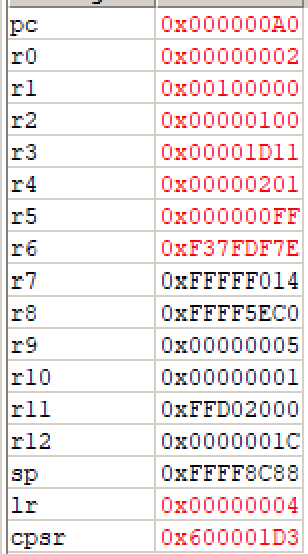 pc 0x000000A0
r0 0x00000002
r1 0x00100000
r2 0x00000100
r3 0x00001D11
r4 0x00000201
r5 0x000000FF
r6 0xF37FDF7E
r7 0xFFFFF014
r8 0xFFFF5EC0
r9 0x00000005
r10 0x00000001
r11 0xFFD02000
r12 0x0000001C
sp 0xFFFF8C88
lr 0x00000004
cpsr 0x600001D3